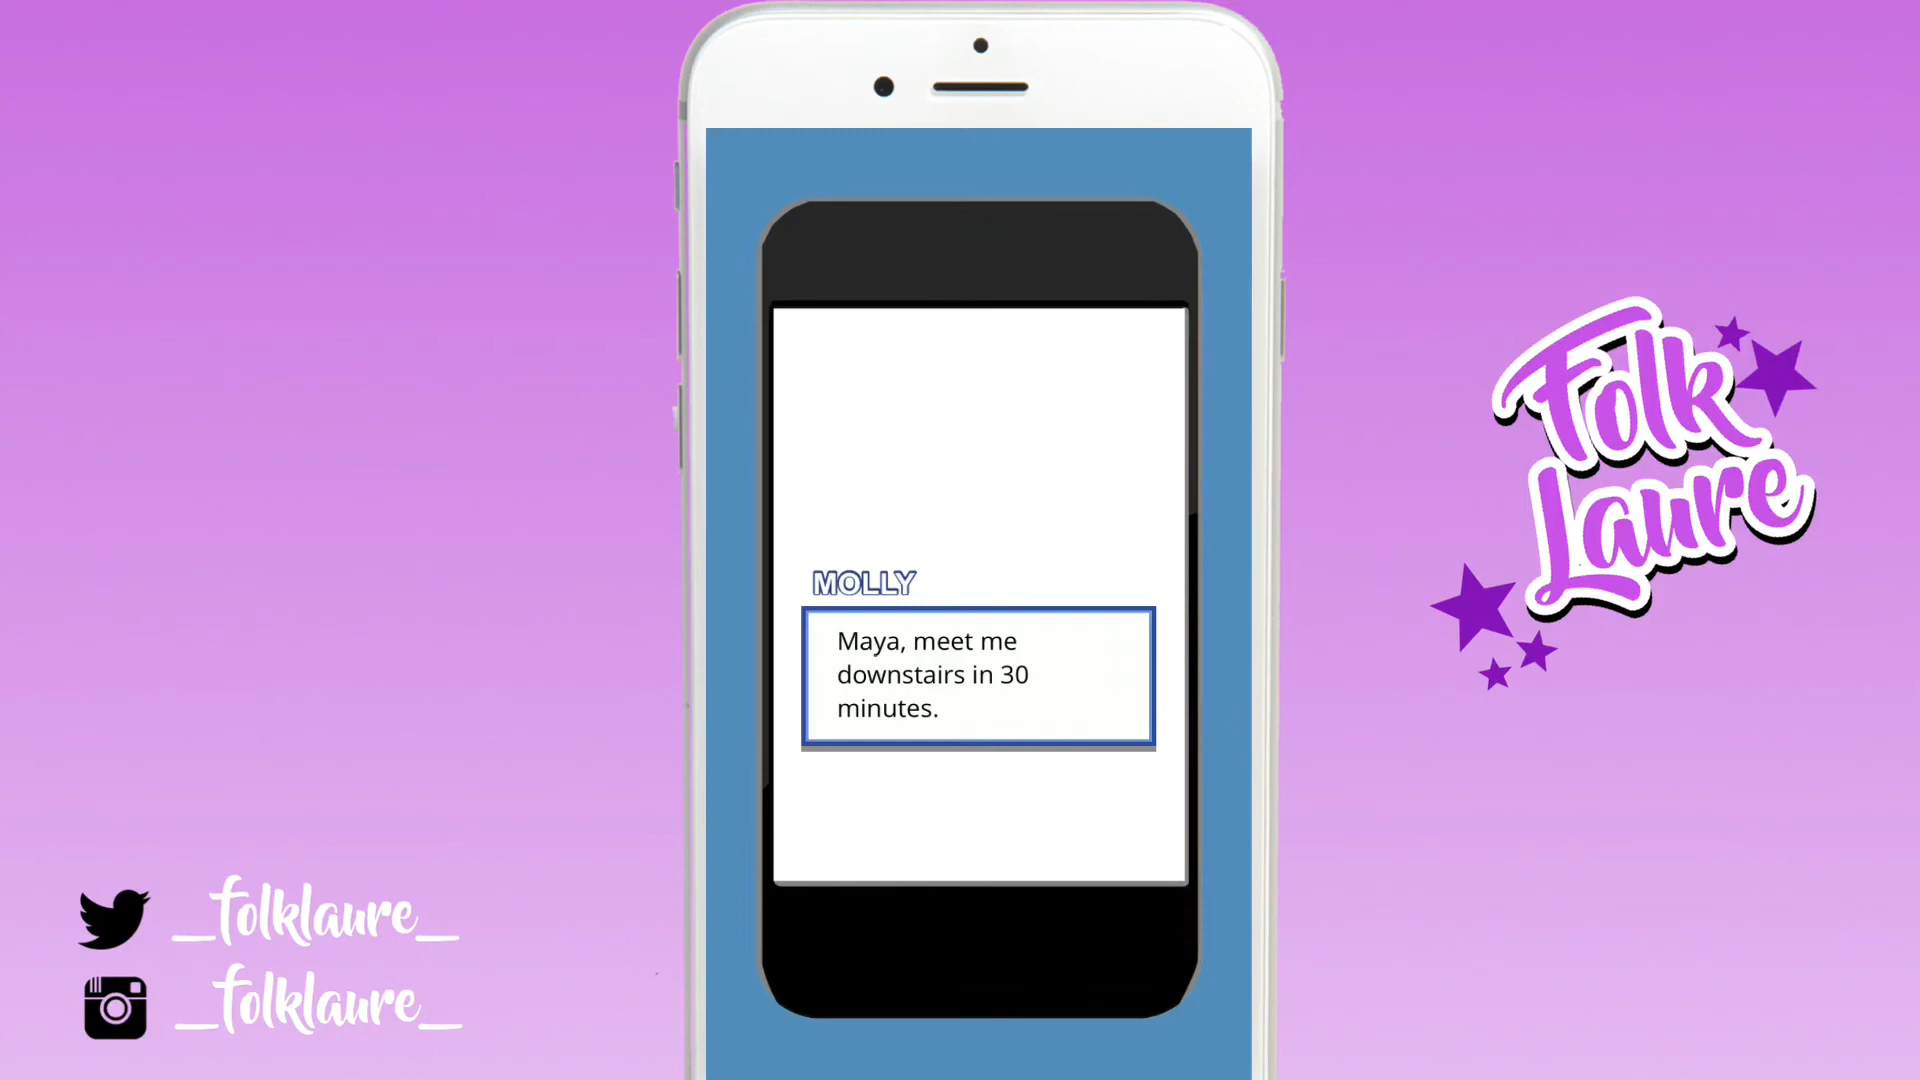 MOLLY
Maya, meet me
downstairs in 30
minutes.
Folk
Laure
_folklaure_
_folklaure_